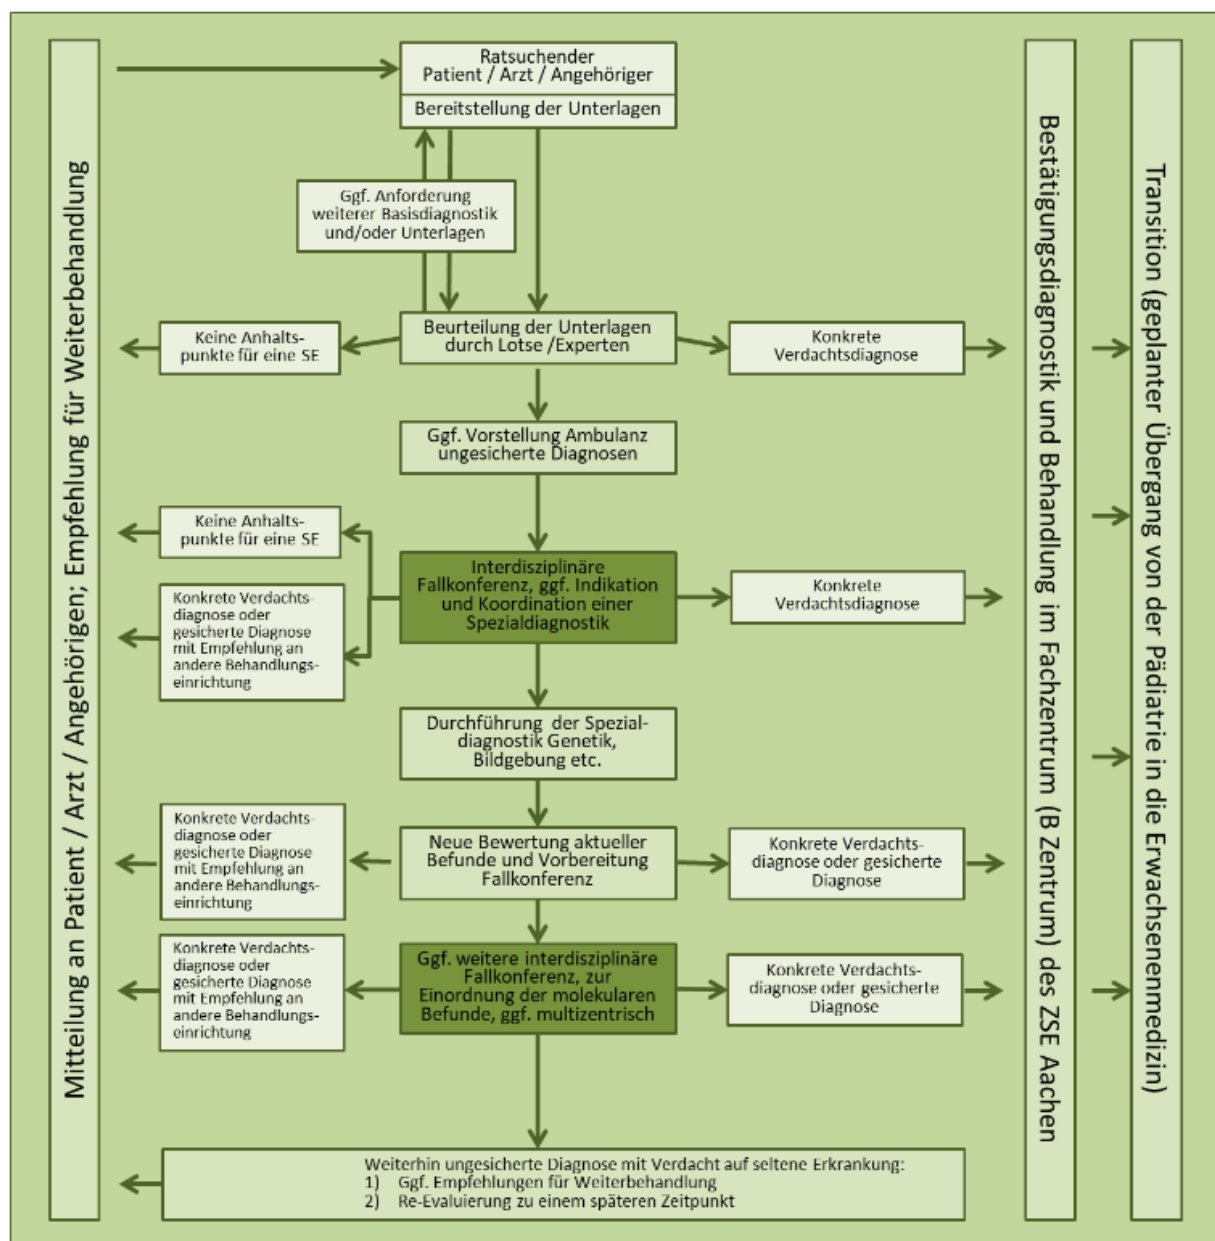 Mitteilung an Patient / Arzt / Angehörigen; Empfehlung für Weiterbehandlung
Ratsuchender
Patient / Arzt / Angehöriger
Bereitstellung der Unterlagen
Ggf. Anforderung
weiterer Basisdiagnostik
und/oder Unterlagen
Keine Anhalts-
punkte für eine SE
Beurteilung der Unterlagen
durch Lotse /Experten
Konkrete
Verdachtsdiagnose
Ggf. Vorstellung Ambulanz
ungesicherte Diagnosen
Keine Anhalts-
punkte für eine SE
Konkrete Verdachts-
diagnose oder
gesicherte Diagnose
mit Empfehlung an
andere Behandlungs-
einrichtung
Interdisziplinäre
Fallkonferenz, ggf. Indikation
und Koordination einer
Spezialdiagnostik
Konkrete
Verdachtsdiagnose
Durchführung der Spezial-
diagnostik Genetik,
Bildgebung etc.
Konkrete Verdachts-
diagnose oder
gesicherte Diagnose
mit Empfehlung an
andere Behandlungs-
einrichtung
Neue Bewertung aktueller
Befunde und Vorbereitung
Fallkonferenz
Konkrete Verdachts-
diagnose oder gesicherte
Diagnose
Konkrete Verdachts-
diagnose oder
gesicherte Diagnose
mit Empfehlung an
andere Behandlungs-
einrichtung
Ggf. weitere interdisziplinäre
Fallkonferenz, zur
Einordnung der molekularen
Befunde, ggf. multizentrisch
Konkrete Verdachts-
diagnose oder gesicherte
Diagnose
Weiterhin ungesicherte Diagnose mit Verdacht auf seltene Erkrankung:
1) Ggf. Empfehlungen für Weiterbehandlung
2) Re-Evaluierung zu einem späteren Zeitpunkt
Bestätigungsdiagnostik und Behandlung im Fachzentrum (B Zentrum) des ZSE Aachen
Transition (geplanter Übergang von der Pädiatrie in die Erwachsenenmedizin)